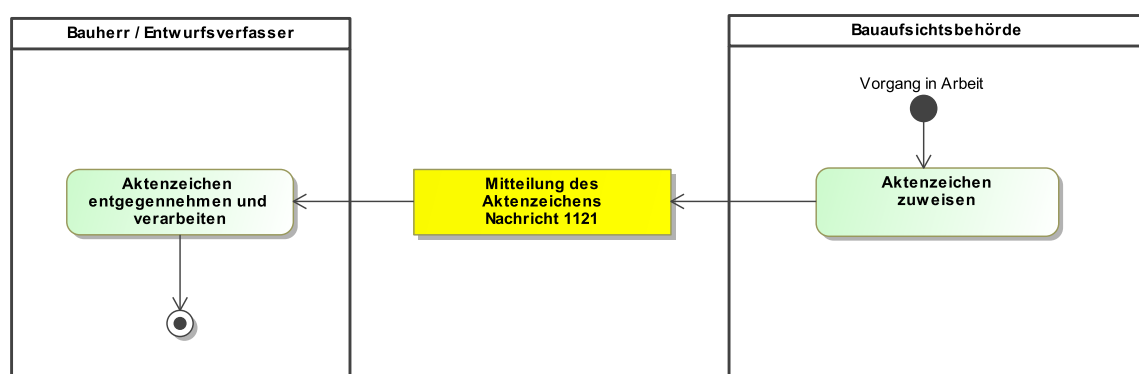 Bauherr / Entwurfsverfasser
Bauaufsichtsbehörde
Vorgang in Arbeit
Aktenzeichen
entgegennehmen und
verarbeiten
Mitteilung des
Aktenzeichens
Nachricht 1121
Aktenzeichen
zuweisen